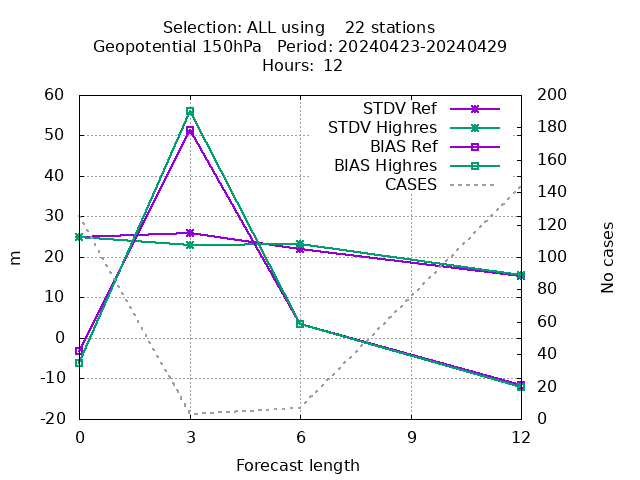 Selection: ALL using    22 stations
Geopotential 150hPa   Period: 20240423-20240429
Hours:  12
STDV Ref
STDV Highres
BIAS Ref
BIAS Highres
CASES
60
50
40
30
20
10
0
-10
-20
m
200
180
160
140
120
100
80
60
40
20
0
No cases
0 3 6 9 12
Forecast length